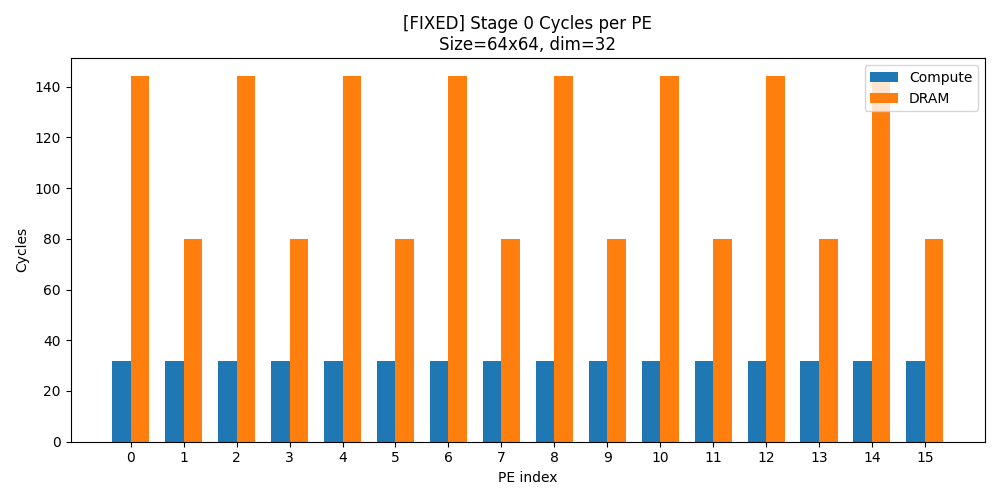 [FIXED] Stage 0 Cycles per PE
Size=64x64, dim=32
Compute
DRAM
140
120
100
80
60
40
20
0
Cycles
0 1 2 3 4 5 6 7 8 9 10 11 12 13 14 15
PE index